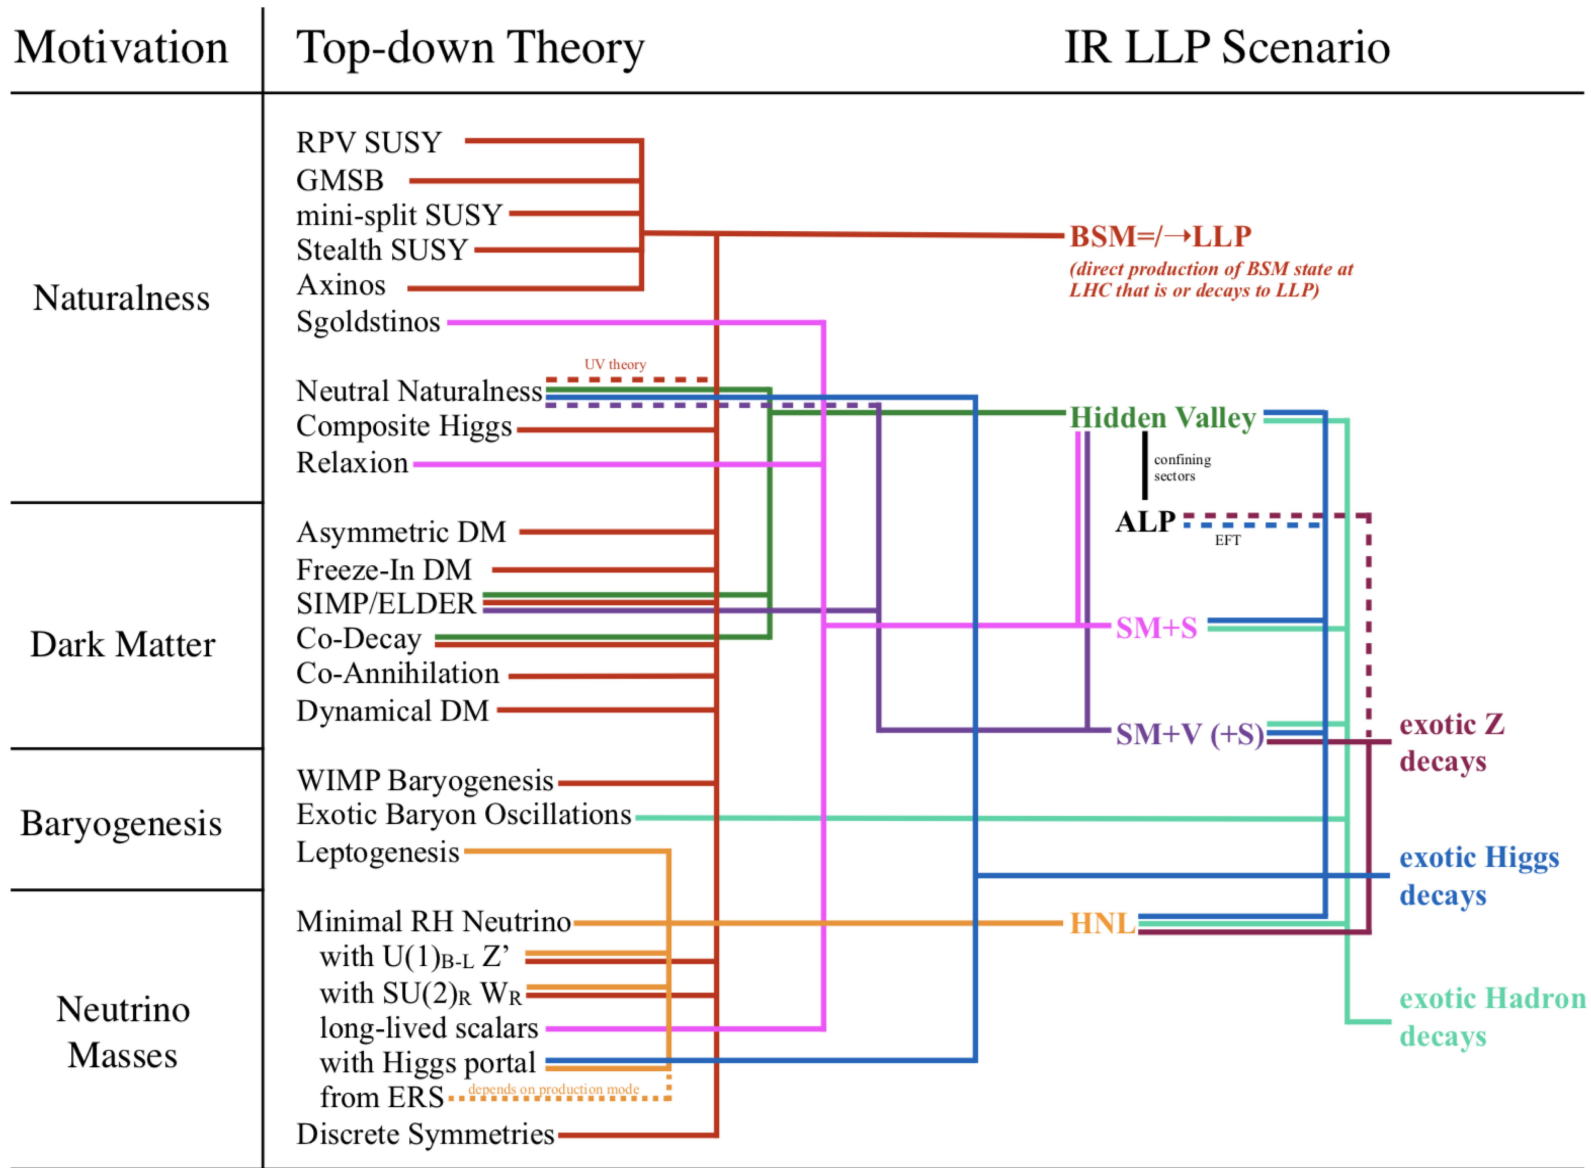 Motivation
Top-down Theory
IR LLP Scenario
Naturalness
RPV SUSY
GMSB
mini-split SUSY
Stealth SUSY
Axinos
Sgoldstinos
UV theory
Neutral Naturalness
Composite Higgs
Relaxion
BSM=/→LLP
(direct production of BSM state at
LHC that is or decays to LLP)
Hidden Valley
confining
sectors
ALP
EFT
Dark Matter
Asymmetric DM
Freeze-In DM
SIMP/ELDER
Co-Decay
Co-Annihilation
Dynamical DM
SM+S
SM+V (+S)
exotic Z
decays
Baryogenesis
WIMP Baryogenesis
Exotic Baryon Oscillations
Leptogenesis
exotic Higgs
decays
Neutrino
Masses
Minimal RH Neutrino
with U(1)B-L Z’
with SU(2)R WR
long-lived scalars
with Higgs portal
from ERS
depends on production mode
Discrete Symmetries
HNL
exotic Hadron
decays